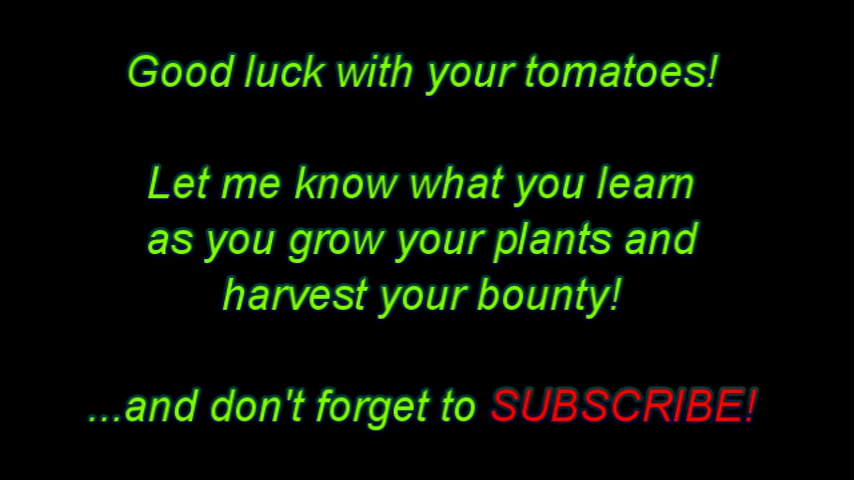 Good luck with your tomatoes!
Let me know what you learn
as you grow your plants and
harvest your bounty!
...and don't forget to SUBSCRIBE!